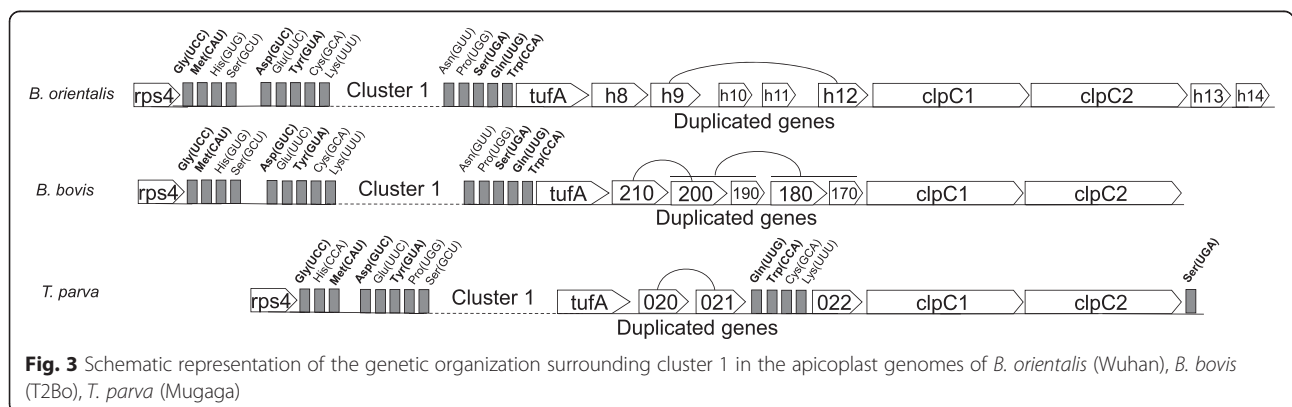 Gly(UCC) Met(CAU) His(GUG) Ser(GCU) Asp(GUC) Glu(UUC) Tyr(GUA) Cys(GCA) Lys(UUU) Asn(GUU) Pro(UGG) Ser(UGA) Gln(UUG) Trp(CCA)
B. orientalis rps4 Cluster 1 tufA h8 h9 h10 h11 h12 clpC1 clpC2 h13 h14
Duplicated genes
Gly(UCC) Met(CAU) His(GUG) Ser(GCU) Asp(GUC) Glu(UUC) Tyr(GUA) Cys(GCA) Lys(UUU) Asn(GUU) Pro(UGG) Ser(UGA) Gln(UUG) Trp(CCA)
B. bovis rps4 Cluster 1 tufA 210 200 190 180 170 clpC1 clpC2
Duplicated genes
Gly(UCC) His(CCA) Met(CAU) Asp(GUC) Glu(UUC) Tyr(GUA) Pro(UGG) Ser(GCU) Gln(UUG) Trp(CCA) Cys(GCA) Lys(UUU) Ser(UGA)
T. parva rps4 Cluster 1 tufA 020 021 022 clpC1 clpC2
Duplicated genes
Fig. 3 Schematic representation of the genetic organization surrounding cluster 1 in the apicoplast genomes of B. orientalis (Wuhan), B. bovis
(T2Bo), T. parva (Mugaga)